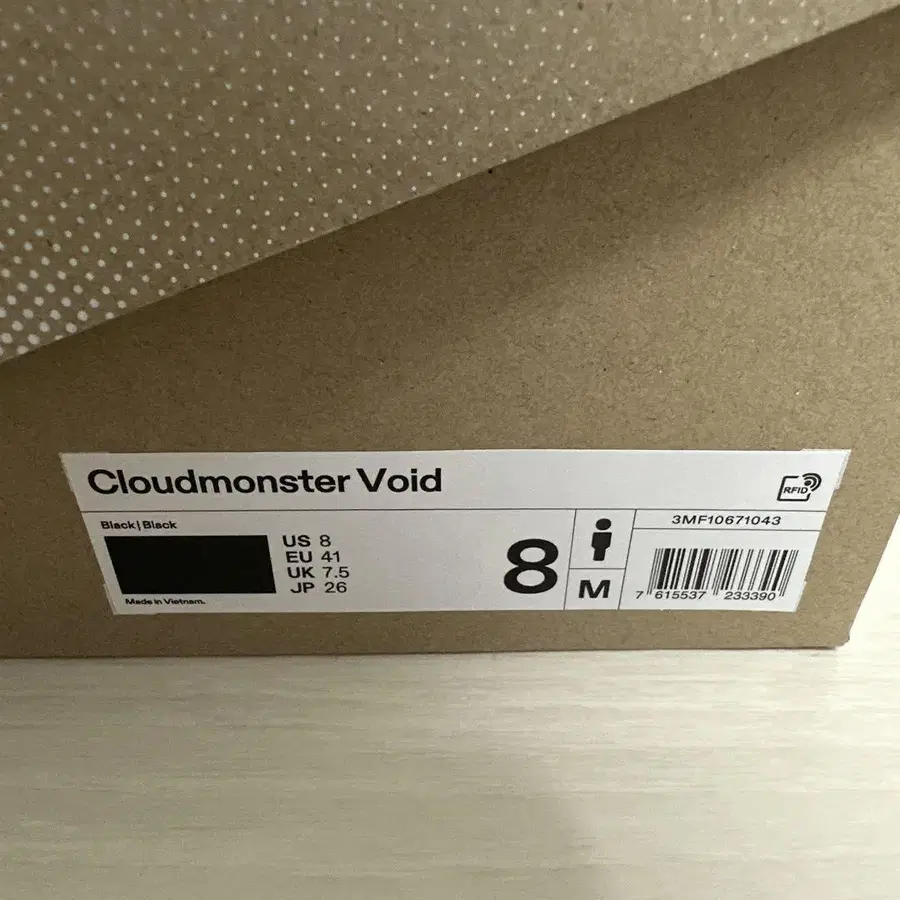 Cloudmonster Void
RFID
Black | Black
US 8
EU 41
UK 7.5
JP 26
Made in Vietnam.
8
M
3MF10671043
7 615537 233390